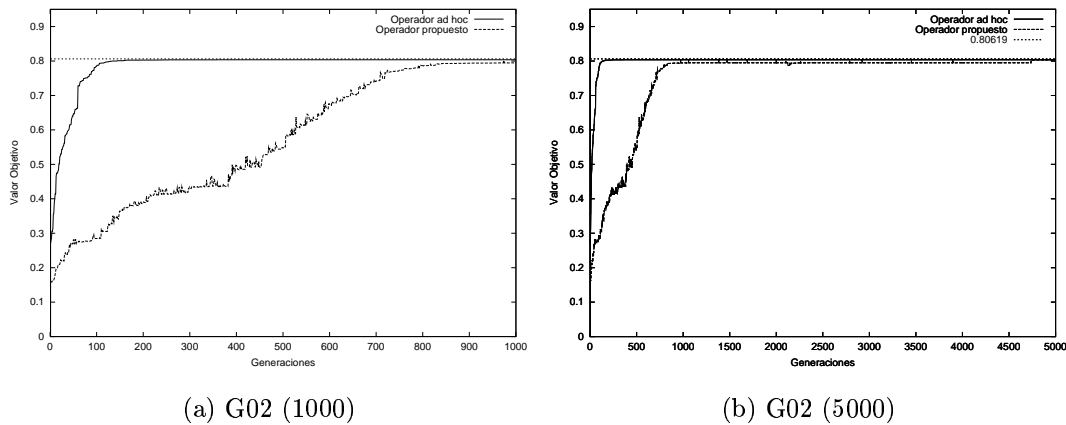 Operador ad hoc
Operador propuesto
0.9
0.8
0.7
0.6
0.5
0.4
0.3
0.2
0.1
0
Valor Objetivo
0 100 200 300 400 500 600 700 800 900 1000
Generaciones
(a) G02 (1000)
Operador ad hoc
Operador propuesto
0.80619
0.9
0.8
0.7
0.6
0.5
0.4
0.3
0.2
0.1
0
Valor Objetivo
0 500 1000 1500 2000 2500 3000 3500 4000 4500 5000
Generaciones
(b) G02 (5000)